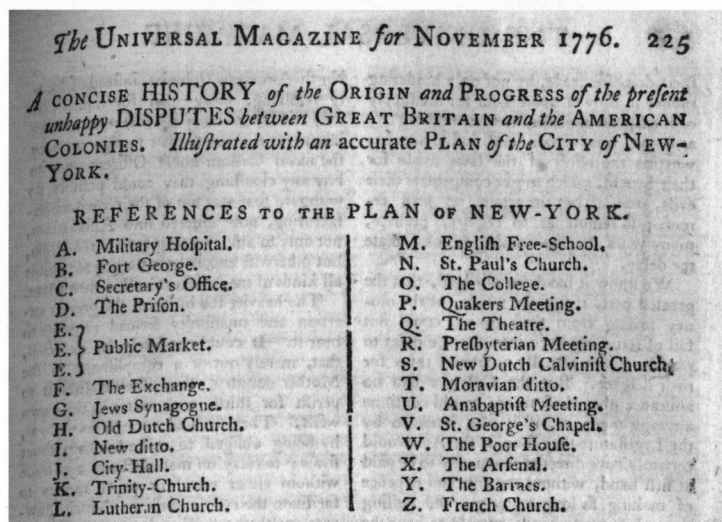 The UNIVERSAL MAGAZINE for NOVEMBER 1776. 225
A CONCISE HISTORY of the ORIGIN and PROGRESS of the preſent
unhappy DISPUTES between GREAT BRITAIN and the AMERICAN
COLONIES. Illuſtrated with an accurate PLAN of the CITY of NEW-
YORK.
REFERENCES TO THE PLAN OF NEW-YORK.
A. Military Hoſpital.
B. Fort George.
C. Secretary's Office.
D. The Priſon.
E.
E. } Public Market.
E.
F. The Exchange.
G. Jews Synagogue.
H. Old Dutch Church.
I. New ditto.
J. City-Hall.
K. Trinity-Church.
L. Lutheran Church.
M. Engliſh Free-School.
N. St. Paul's Church.
O. The College.
P. Quakers Meeting.
Q. The Theatre.
R. Preſbyterian Meeting.
S. New Dutch Calviniſt Church.
T. Moravian ditto.
U. Anabaptiſt Meeting.
V. St. George's Chapel.
W. The Poor Houſe.
X. The Arſenal.
Y. The Barracs.
Z. French Church.